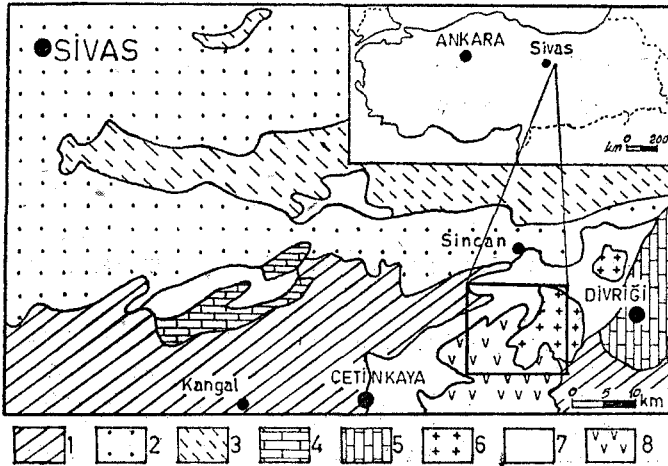 SİVAS
ANKARA
Sivas
km 0 200
Sincan
DİVRİĞİ
Kangal
ÇETİNKAYA
0 5 10 km
1 2 3 4 5 6 7 8